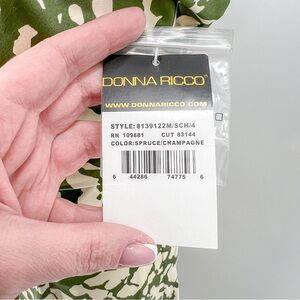 DONNA RICCO
WWW.DONNARICCO.COM
STYLE:8139122M/SCH/4
RN 109881 CUT 83144
COLOR:SPRUCE/CHAMPAGNE
6 44286 74775 6